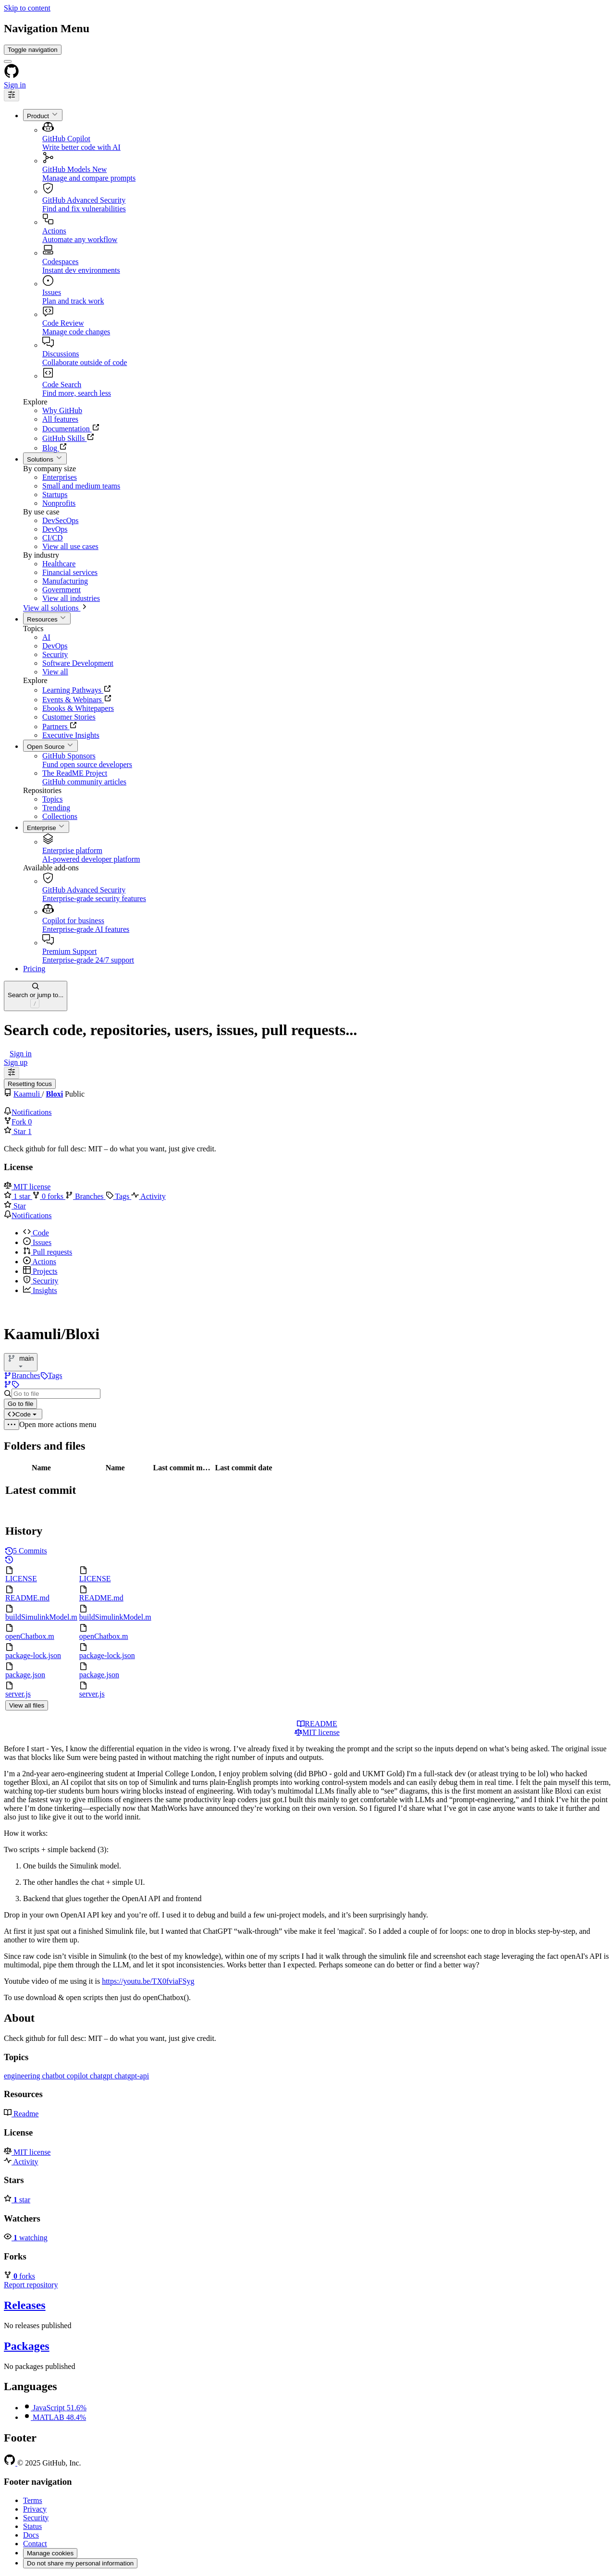 Skip to content
Navigation Menu
Toggle navigation
Sign in
Product
GitHub Copilot
Write better code with AI
GitHub Models New
Manage and compare prompts
GitHub Advanced Security
Find and fix vulnerabilities
Actions
Automate any workflow
Codespaces
Instant dev environments
Issues
Plan and track work
Code Review
Manage code changes
Discussions
Collaborate outside of code
Code Search
Find more, search less
Explore
Why GitHub
All features
Documentation
GitHub Skills
Blog
Solutions
By company size
Enterprises
Small and medium teams
Startups
Nonprofits
By use case
DevSecOps
DevOps
CI/CD
View all use cases
By industry
Healthcare
Financial services
Manufacturing
Government
View all industries
View all solutions
Resources
Topics
AI
DevOps
Security
Software Development
View all
Explore
Learning Pathways
Events & Webinars
Ebooks & Whitepapers
Customer Stories
Partners
Executive Insights
Open Source
GitHub Sponsors
Fund open source developers
The ReadME Project
GitHub community articles
Repositories
Topics
Trending
Collections
Enterprise
Enterprise platform
AI-powered developer platform
Available add-ons
GitHub Advanced Security
Enterprise-grade security features
Copilot for business
Enterprise-grade AI features
Premium Support
Enterprise-grade 24/7 support
Pricing
Search or jump to...
/
Search code, repositories, users, issues, pull requests...
Sign in
Sign up
Resetting focus
Kaamuli / Bloxi Public
Notifications
Fork 0
Star 1
Check github for full desc: MIT – do what you want, just give credit.
License
MIT license
1 star 0 forks Branches Tags Activity
Star
Notifications
Code
Issues
Pull requests
Actions
Projects
Security
Insights
Kaamuli/Bloxi
main
Branches Tags
Go to file
Go to file
Code
Open more actions menu
Folders and files
Name Name Last commit m… Last commit date
Latest commit
History
5 Commits
LICENSE LICENSE
README.md README.md
buildSimulinkModel.m buildSimulinkModel.m
openChatbox.m openChatbox.m
package-lock.json package-lock.json
package.json package.json
server.js server.js
View all files
README
MIT license
Before I start - Yes, I know the differential equation in the video is wrong. I’ve already fixed it by tweaking the prompt and the script so the inputs depend on what’s being asked. The original issue
was that blocks like Sum were being pasted in without matching the right number of inputs and outputs.
I’m a 2nd-year aero-engineering student at Imperial College London, I enjoy problem solving (did BPhO - gold and UKMT Gold) I'm a full-stack dev (or atleast trying to be lol) who hacked
together Bloxi, an AI copilot that sits on top of Simulink and turns plain-English prompts into working control-system models and can easily debug them in real time. I felt the pain myself this term,
watching top-tier students burn hours wiring blocks instead of engineering. With today’s multimodal LLMs finally able to “see” diagrams, this is the first moment an assistant like Bloxi can exist
and the fastest way to give millions of engineers the same productivity leap coders just got.I built this mainly to get comfortable with LLMs and “prompt-engineering,” and I think I’ve hit the point
where I’m done tinkering—especially now that MathWorks have announced they’re working on their own version. So I figured I’d share what I’ve got in case anyone wants to take it further and
also just to like give it out to the world innit.
How it works:
Two scripts + simple backend (3):
1. One builds the Simulink model.
2. The other handles the chat + simple UI.
3. Backend that glues together the OpenAI API and frontend
Drop in your own OpenAI API key and you’re off. I used it to debug and build a few uni-project models, and it’s been surprisingly handy.
At first it just spat out a finished Simulink file, but I wanted that ChatGPT “walk-through” vibe make it feel 'magical'. So I added a couple of for loops: one to drop in blocks step-by-step, and
another to wire them up.
Since raw code isn’t visible in Simulink (to the best of my knowledge), within one of my scripts I had it walk through the simulink file and screenshot each stage leveraging the fact openAI's API is
multimodal, pipe them through the LLM, and let it spot inconsistencies. Works better than I expected. Perhaps someone can do better or find a better way?
Youtube video of me using it is https://youtu.be/TX0fviaFSyg
To use download & open scripts then just do openChatbox().
About
Check github for full desc: MIT – do what you want, just give credit.
Topics
engineering chatbot copilot chatgpt chatgpt-api
Resources
Readme
License
MIT license
Activity
Stars
1 star
Watchers
1 watching
Forks
0 forks
Report repository
Releases
No releases published
Packages
No packages published
Languages
JavaScript 51.6%
MATLAB 48.4%
Footer
© 2025 GitHub, Inc.
Footer navigation
Terms
Privacy
Security
Status
Docs
Contact
Manage cookies
Do not share my personal information